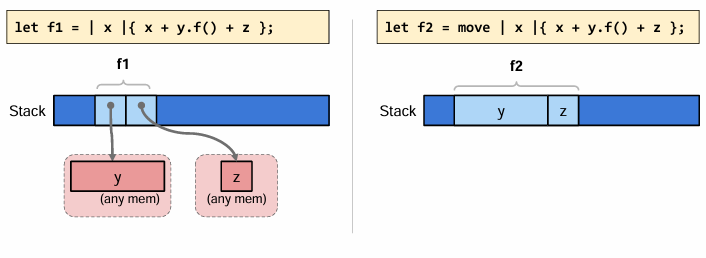 let f1 = | x |{ x + y.f() + z };
f1
Stack
y
(any mem)
z
(any mem)
let f2 = move | x |{ x + y.f() + z };
f2
Stack
y
z